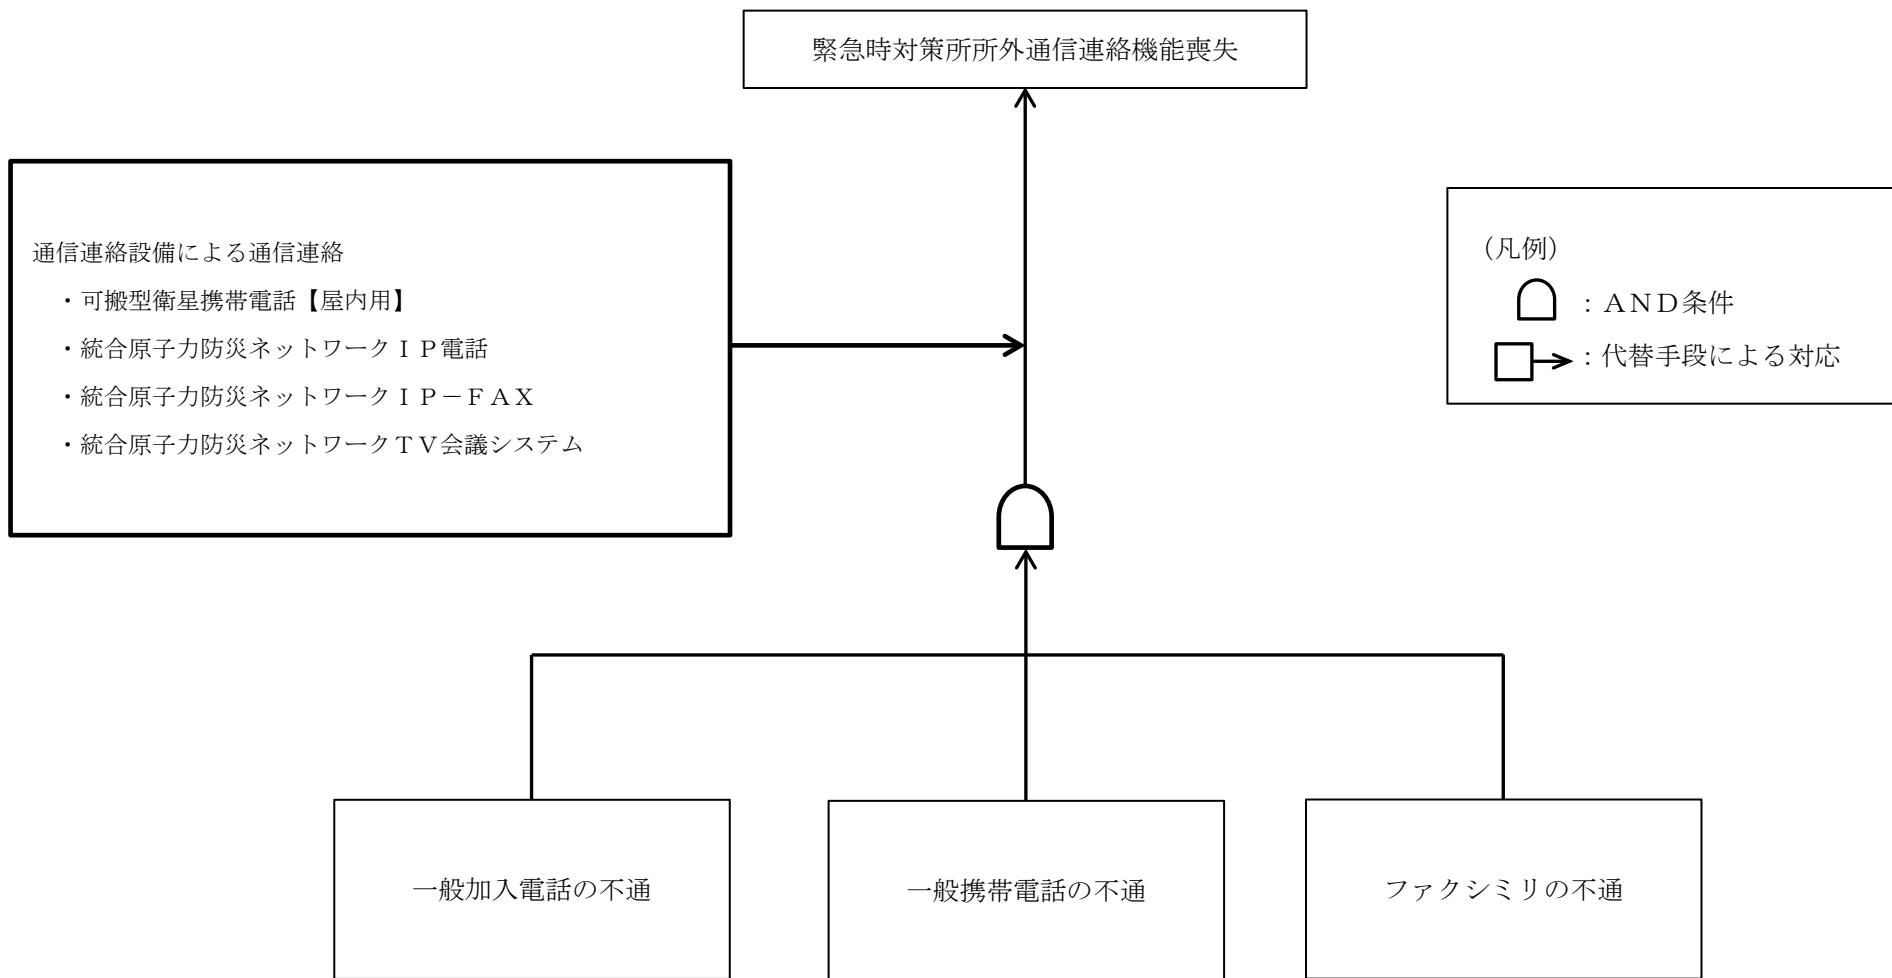 緊急時対策所所外通信連絡機能喪失
通信連絡設備による通信連絡
・可搬型衛星携帯電話【屋内用】
・統合原子力防災ネットワークＩＰ電話
・統合原子力防災ネットワークＩＰ－ＦＡＸ
・統合原子力防災ネットワークＴＶ会議システム
（凡例）
：ＡＮＤ条件
：代替手段による対応
一般加入電話の不通
一般携帯電話の不通
ファクシミリの不通